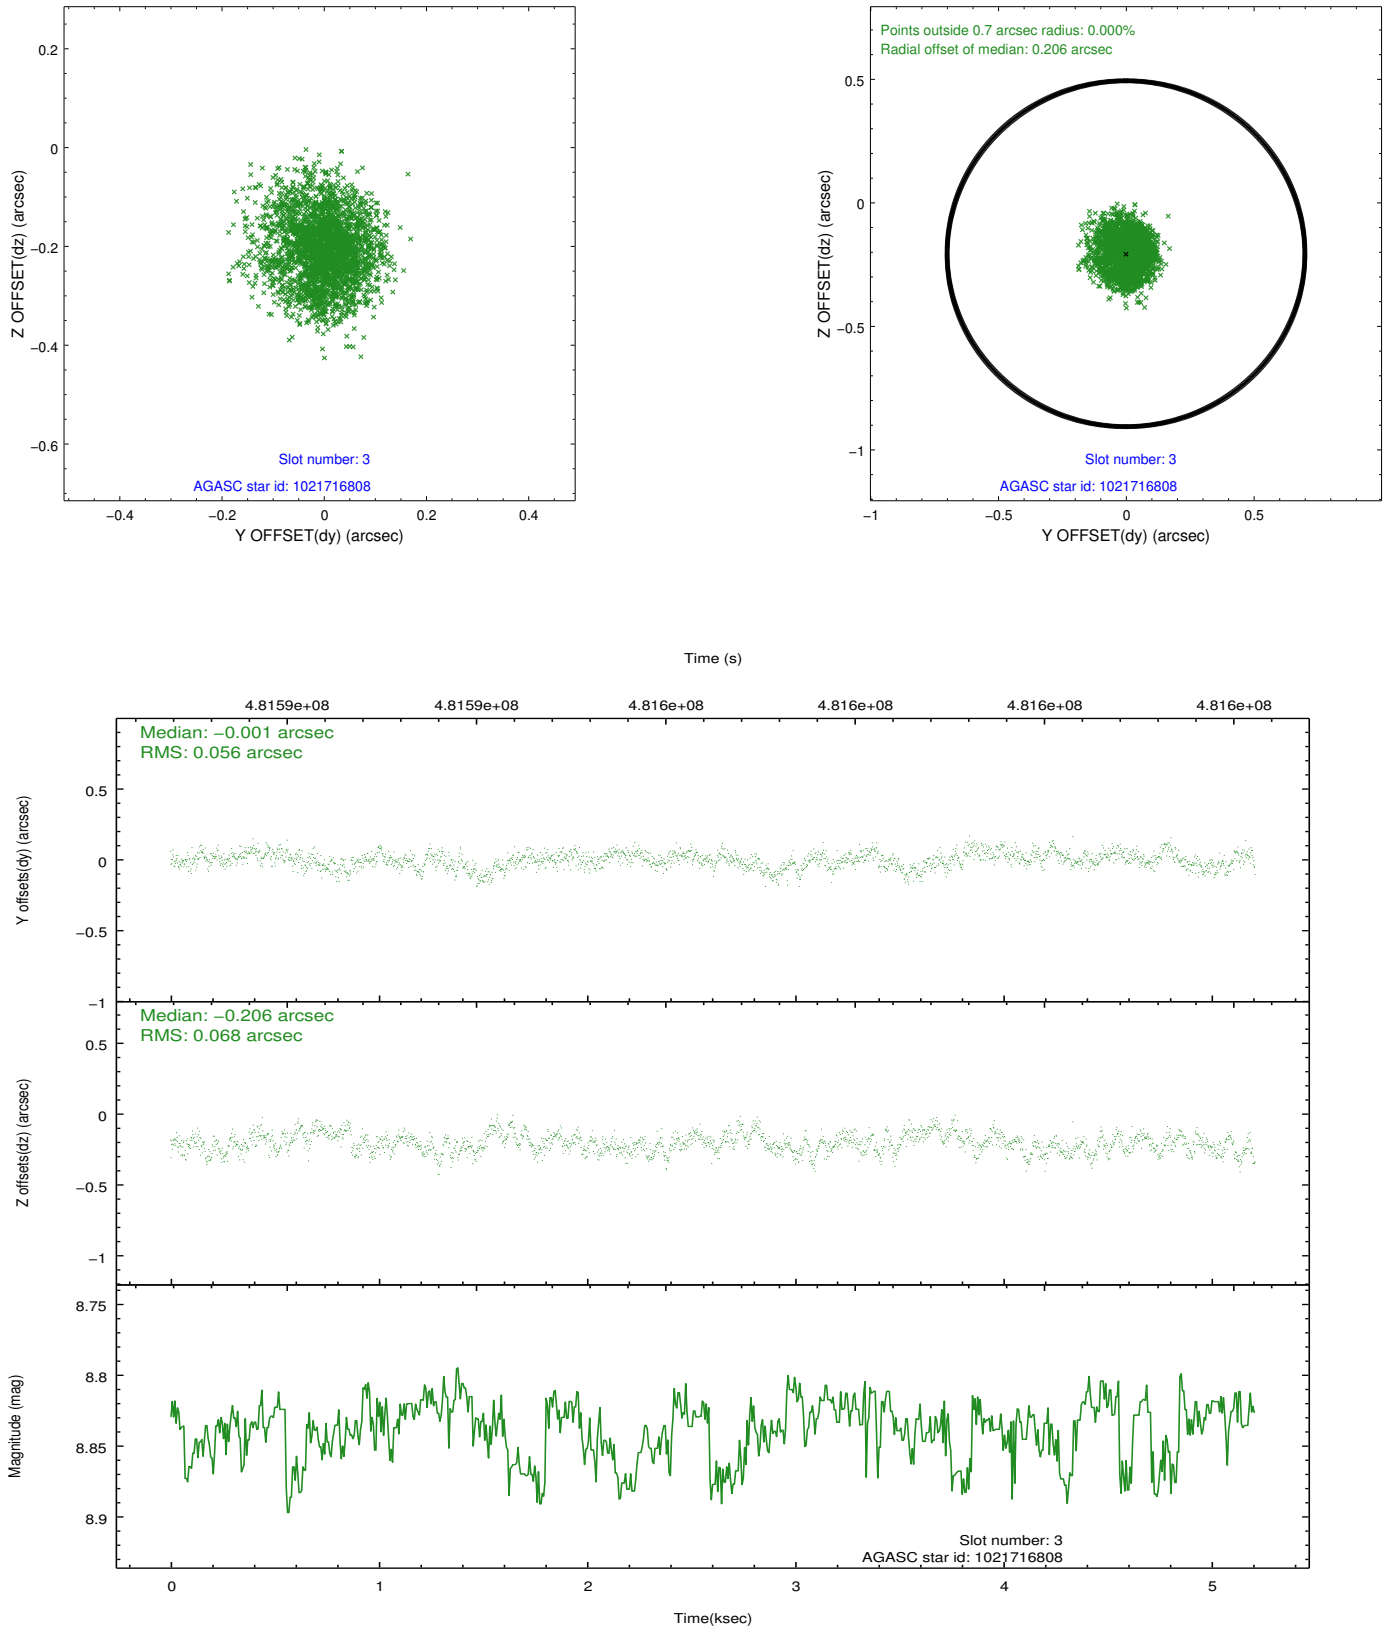 0.2
0
−0.2
−0.4
−0.6
Z OFFSET(dz) (arcsec)
Slot number: 3
AGASC star id: 1021716808
−0.4
−0.2
0
0.2
0.4
Y OFFSET(dy) (arcsec)
Points outside 0.7 arcsec radius: 0.000%
Radial offset of median: 0.206 arcsec
0.5
0
−0.5
−1
Z OFFSET(dz) (arcsec)
Slot number: 3
AGASC star id: 1021716808
−1
−0.5
0
0.5
Y OFFSET(dy) (arcsec)
Time (s)
4.8159e+08
4.8159e+08
4.816e+08
4.816e+08
4.816e+08
4.816e+08
Median: −0.001 arcsec
RMS: 0.056 arcsec
0.5
0
−0.5
−1
Y offsets(dy) (arcsec)
Median: −0.206 arcsec
RMS: 0.068 arcsec
0.5
0
−0.5
−1
Z offsets(dz) (arcsec)
8.75
8.8
8.85
8.9
Magnitude (mag)
Slot number: 3
AGASC star id: 1021716808
0
1
2
3
4
5
Time(ksec)